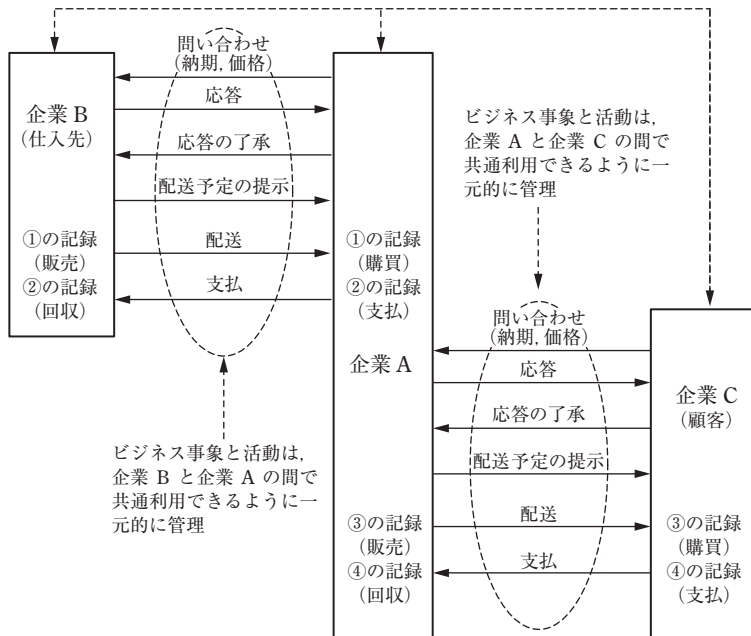 問い合わせ
(納期, 価格)
企業 B
(仕入先)
応答
応答の了承
配送予定の提示
配送
支払
①の記録
(販売)
②の記録
(回収)
①の記録
(購買)
②の記録
(支払)
企業 A
ビジネス事象と活動は,
企業 A と企業 C の間で
共通利用できるように一
元的に管理
ビジネス事象と活動は,
企業 B と企業 A の間で
共通利用できるように一
元的に管理
問い合わせ
(納期, 価格)
応答
応答の了承
配送予定の提示
配送
支払
企業 C
(顧客)
③の記録
(販売)
④の記録
(回収)
③の記録
(購買)
④の記録
(支払)